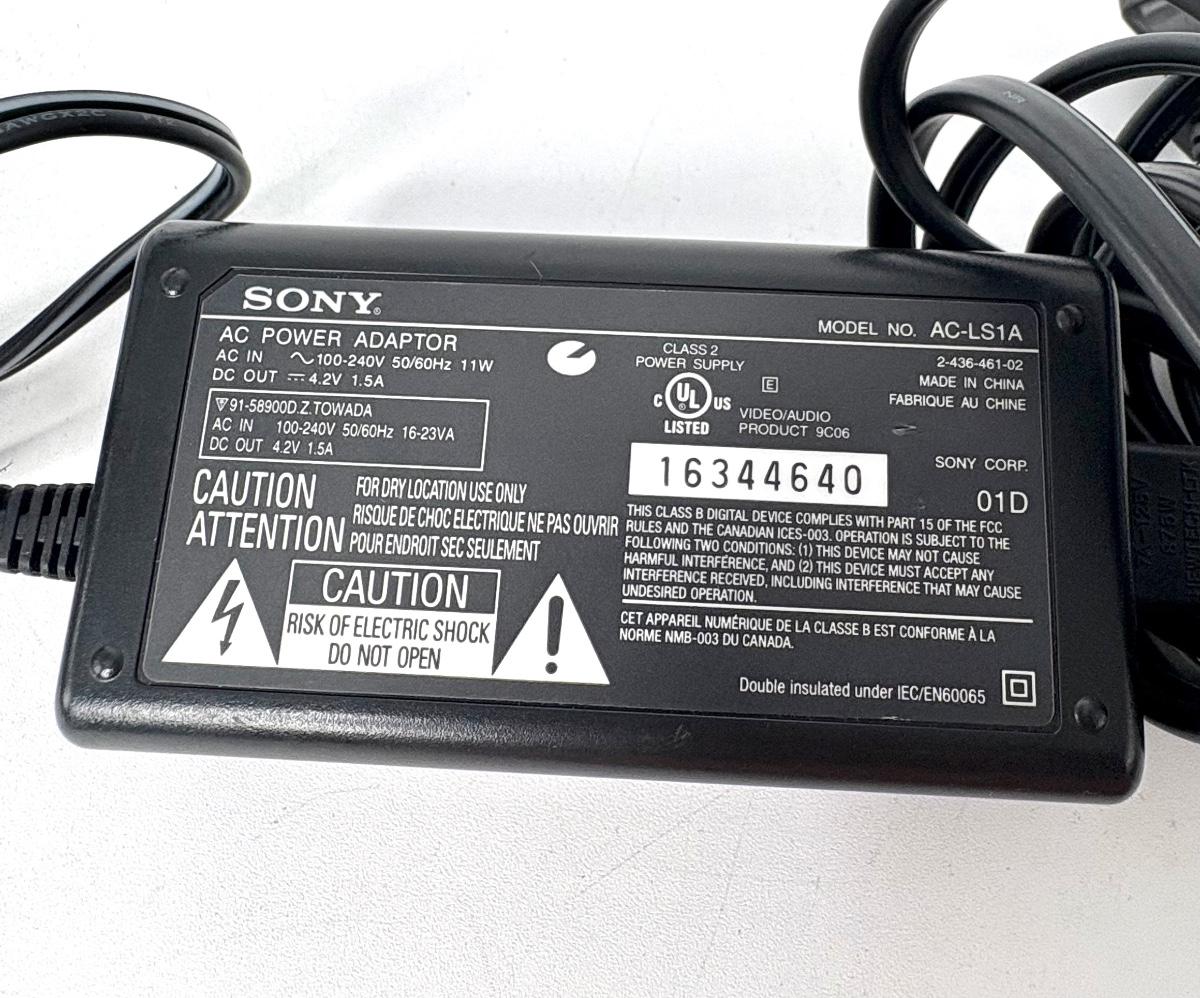 SONY®
MODEL NO. AC-LS1A
AC POWER ADAPTOR
AC IN ～100-240V 50/60Hz 11W
DC OUT ⎓4.2V 1.5A
91-58900D.Z.TOWADA
AC IN 100-240V 50/60Hz 16-23VA
DC OUT 4.2V 1.5A
CLASS 2
POWER SUPPLY
C UL® US
LISTED
E
VIDEO/AUDIO
PRODUCT 9C06
2-436-461-02
MADE IN CHINA
FABRIQUE AU CHINE
16344640
SONY CORP.
01D
CAUTION FOR DRY LOCATION USE ONLY
ATTENTION RISQUE DE CHOC ELECTRIQUE NE PAS OUVRIR
POUR ENDROIT SEC SEULEMENT
CAUTION
RISK OF ELECTRIC SHOCK
DO NOT OPEN
THIS CLASS B DIGITAL DEVICE COMPLIES WITH PART 15 OF THE FCC
RULES AND THE CANADIAN ICES-003. OPERATION IS SUBJECT TO THE
FOLLOWING TWO CONDITIONS: (1) THIS DEVICE MAY NOT CAUSE
HARMFUL INTERFERENCE, AND (2) THIS DEVICE MUST ACCEPT ANY
INTERFERENCE RECEIVED, INCLUDING INTERFERENCE THAT MAY CAUSE
UNDESIRED OPERATION.
CET APPAREIL NUMÉRIQUE DE LA CLASSE B EST CONFORME À LA
NORME NMB-003 DU CANADA.
Double insulated under IEC/EN60065
7A-125V
875W